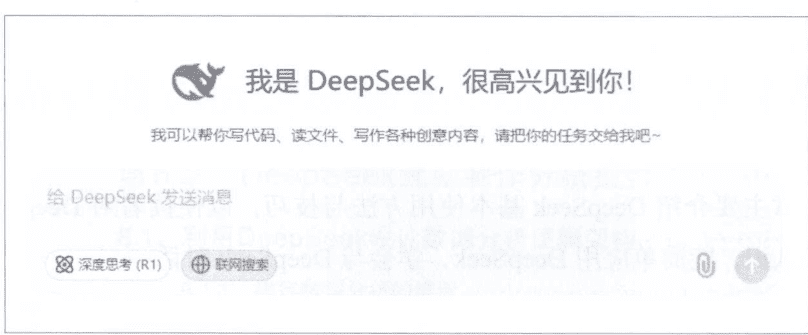 我是 DeepSeek，很高兴见到你！
我可以帮你写代码、读文件、写作各种创意内容，请把你的任务交给我吧~
给 DeepSeek 发送消息
深度思考 (R1) 联网搜索